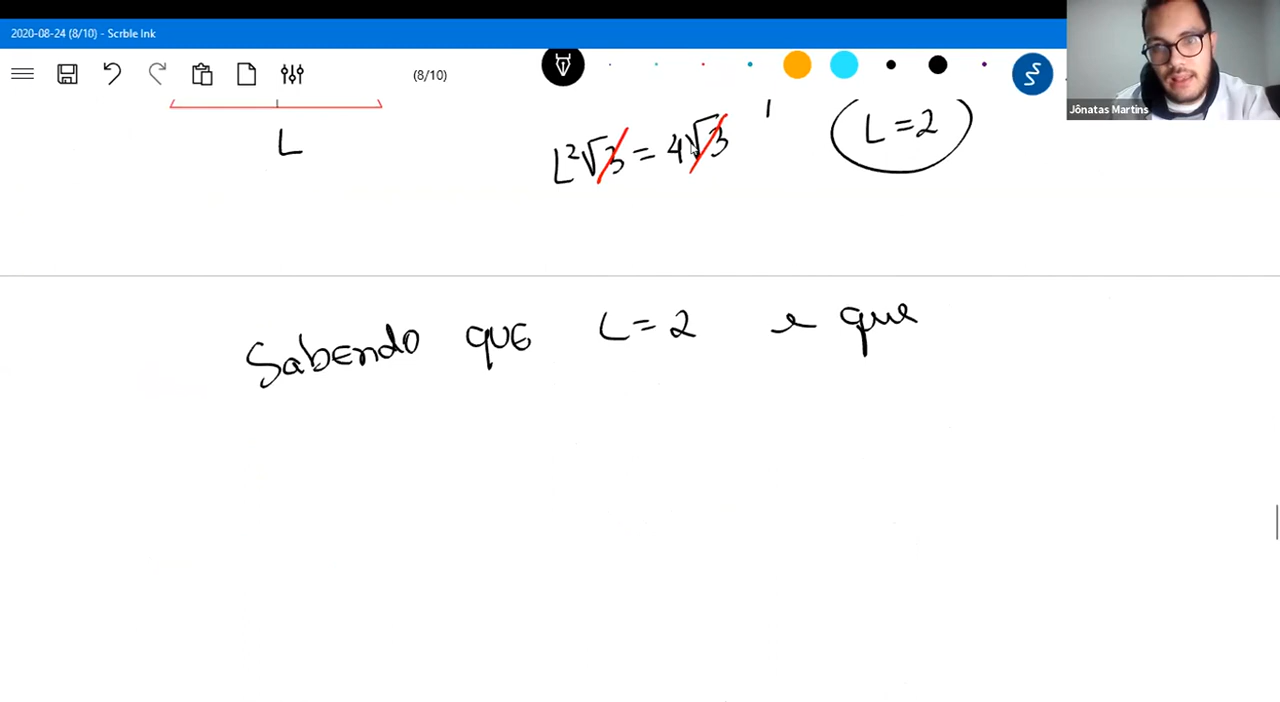 2020-08-24 (8/10) - Scrble Ink
(8/10)
Jônatas Martins
L
L²√3 = 4√3
L=2
Sabendo que L=2 e que